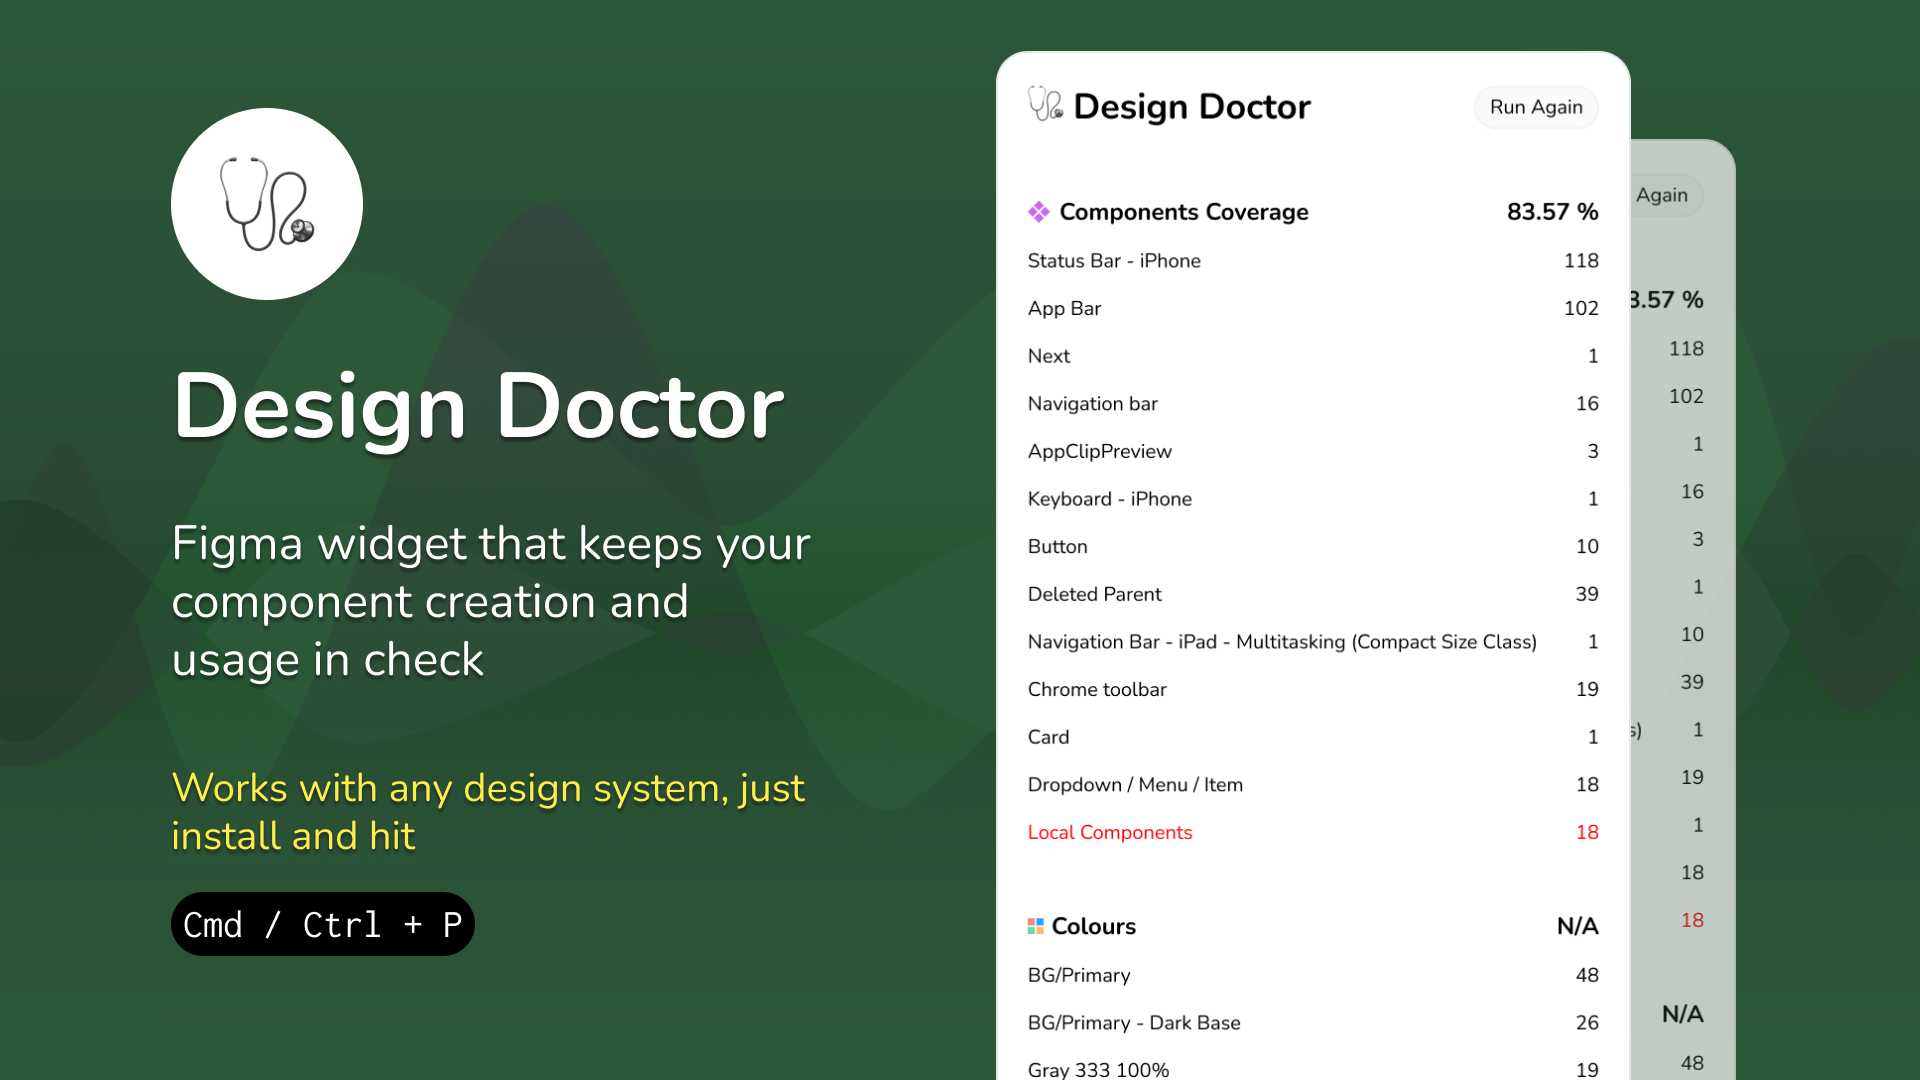 Design Doctor
Figma widget that keeps your
component creation and
usage in check
Works with any design system, just
install and hit
Cmd / Ctrl + P
Design Doctor
Run Again
Components Coverage 83.57 %
Status Bar - iPhone 118
App Bar 102
Next 1
Navigation bar 16
AppClipPreview 3
Keyboard - iPhone 1
Button 10
Deleted Parent 39
Navigation Bar - iPad - Multitasking (Compact Size Class) 1
Chrome toolbar 19
Card 1
Dropdown / Menu / Item 18
Local Components 18
Colours N/A
BG/Primary 48
BG/Primary - Dark Base 26
Gray 333 100% 19
Again
3.57 %
118
102
1
16
3
1
10
39
s) 1
19
1
18
18
N/A
48